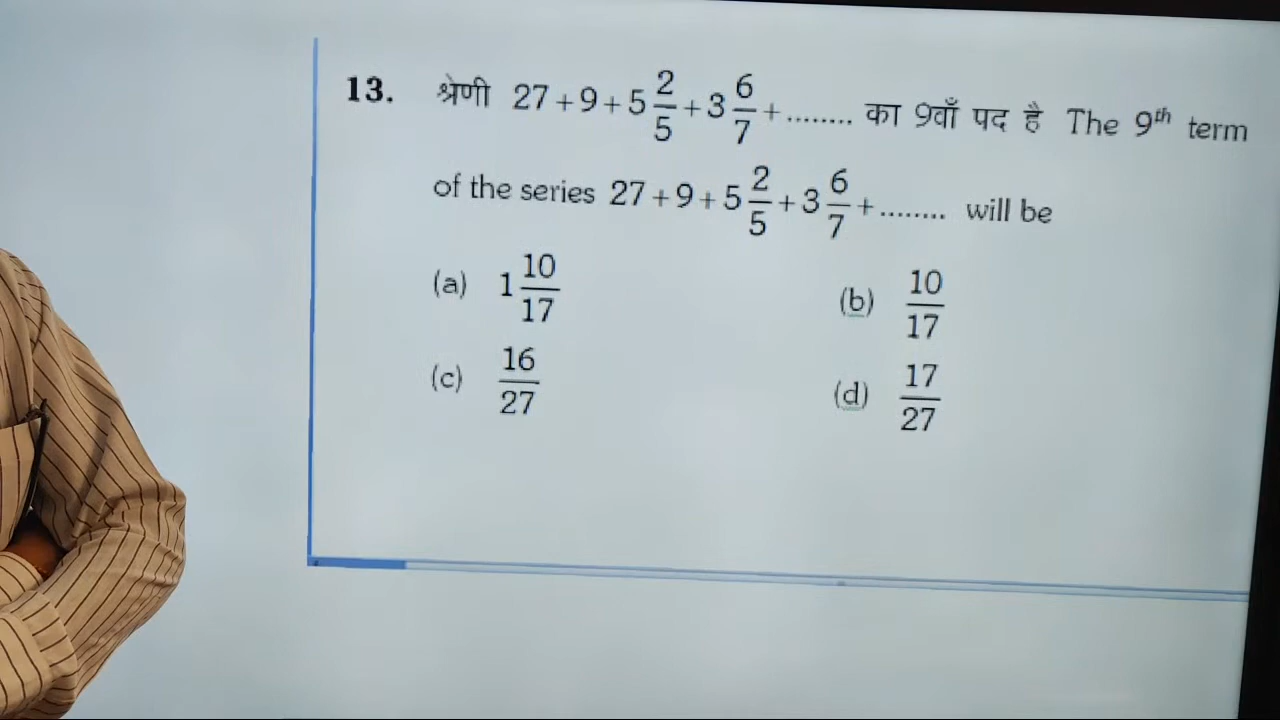 13. श्रेणी 27+9+5 2/5+3 6/7+........ का 9वाँ पद है The 9th term
of the series 27+9+5 2/5+3 6/7+........ will be
(a) 1 10/17 (b) 10/17
(c) 16/27 (d) 17/27